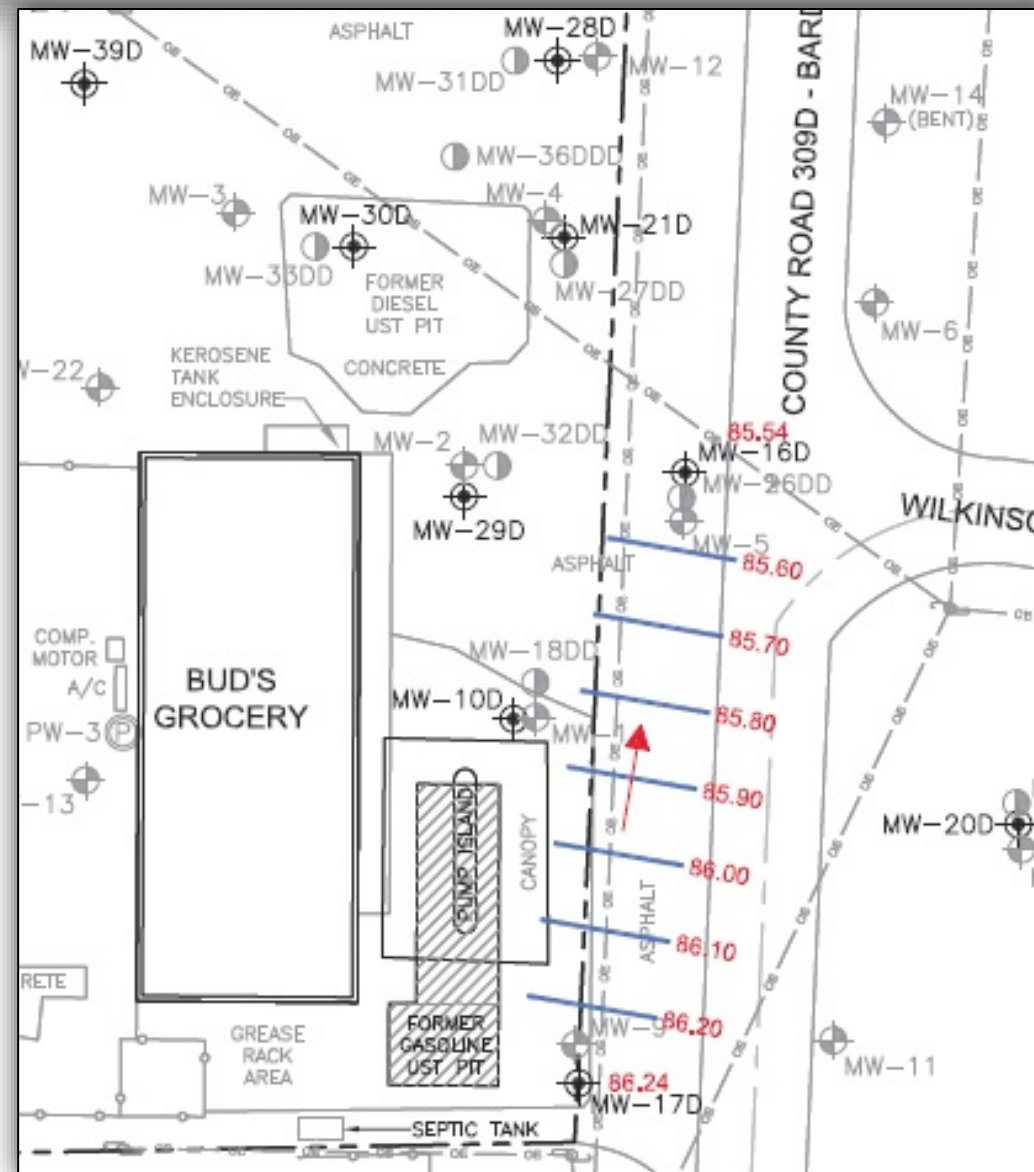 ASPHALT
MW-28D
MW-39D
MW-31DD
MW-12
COUNTY ROAD 309D - BARD
MW-14
(BENT)
MW-36DDD
MW-3
MW-4
MW-30D
MW-21D
MW-33DD
MW-27DD
FORMER
DIESEL
UST PIT
MW-6
KEROSENE
TANK
ENCLOSURE
CONCRETE
W-22
85.54
MW-2
MW-32DD
MW-16D
MW-26DD
WILKINSO
MW-29D
MW-5
ASPHALT
85.60
85.70
COMP.
MOTOR
A/C
BUD'S
GROCERY
MW-18DD
MW-10D
85.80
PW-3
P
MW-1
-13
85.90
PUMP ISLAND
CANOPY
MW-20D
86.00
ASPHALT
86.10
RETE
86.20
FORMER
GASOLINE
UST PIT
MW-9
GREASE
RACK
AREA
MW-11
86.24
MW-17D
SEPTIC TANK